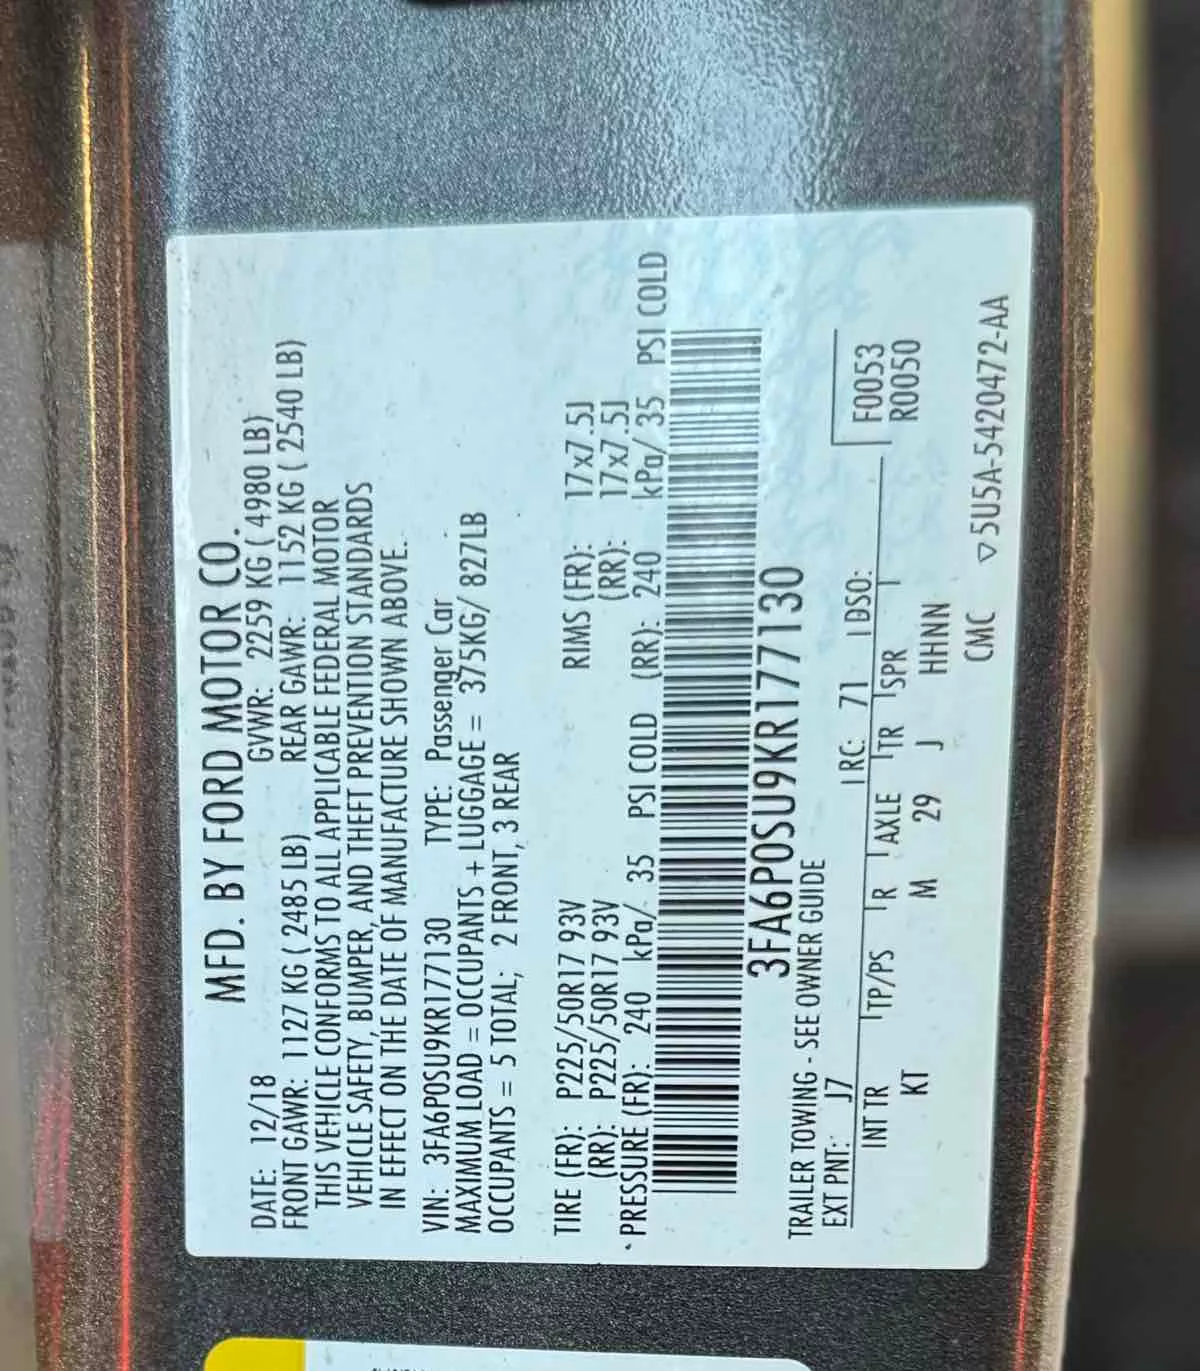 MFD. BY FORD MOTOR CO.
DATE: 12/18 GVWR: 2259 KG ( 4980 LB)
FRONT GAWR: 1127 KG ( 2485 LB) REAR GAWR: 1152 KG ( 2540 LB)
THIS VEHICLE CONFORMS TO ALL APPLICABLE FEDERAL MOTOR
VEHICLE SAFETY, BUMPER, AND THEFT PREVENTION STANDARDS
IN EFFECT ON THE DATE OF MANUFACTURE SHOWN ABOVE.
VIN: 3FA6P0SU9KR177130 TYPE: Passenger Car
MAXIMUM LOAD = OCCUPANTS + LUGGAGE = 375KG/ 827LB
OCCUPANTS = 5 TOTAL; 2 FRONT, 3 REAR
TIRE (FR): P225/50R17 93V RIMS (FR): 17x7.5J
(RR): P225/50R17 93V (RR): 17x7.5J
PRESSURE (FR): 240 kPa/ 35 PSI COLD (RR): 240 kPa/ 35 PSI COLD
3FA6P0SU9KR177130
TRAILER TOWING - SEE OWNER GUIDE
EXT PNT: J7 RC: 71 DSO: F0053
INT TR TP/PS R AXLE TR SPR R0050
KT M 29 J HHNN
CMC ▽5U5A-5420472-AA